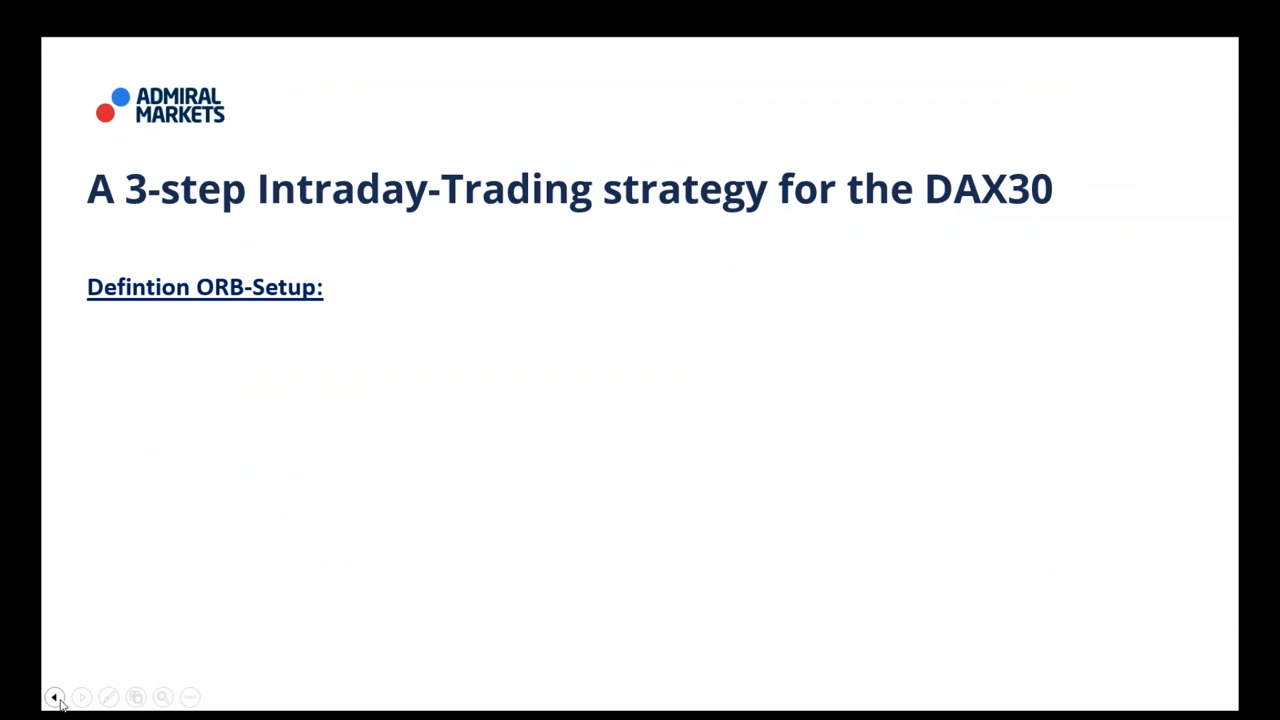 ADMIRAL
MARKETS
A 3-step Intraday-Trading strategy for the DAX30
Defintion ORB-Setup: